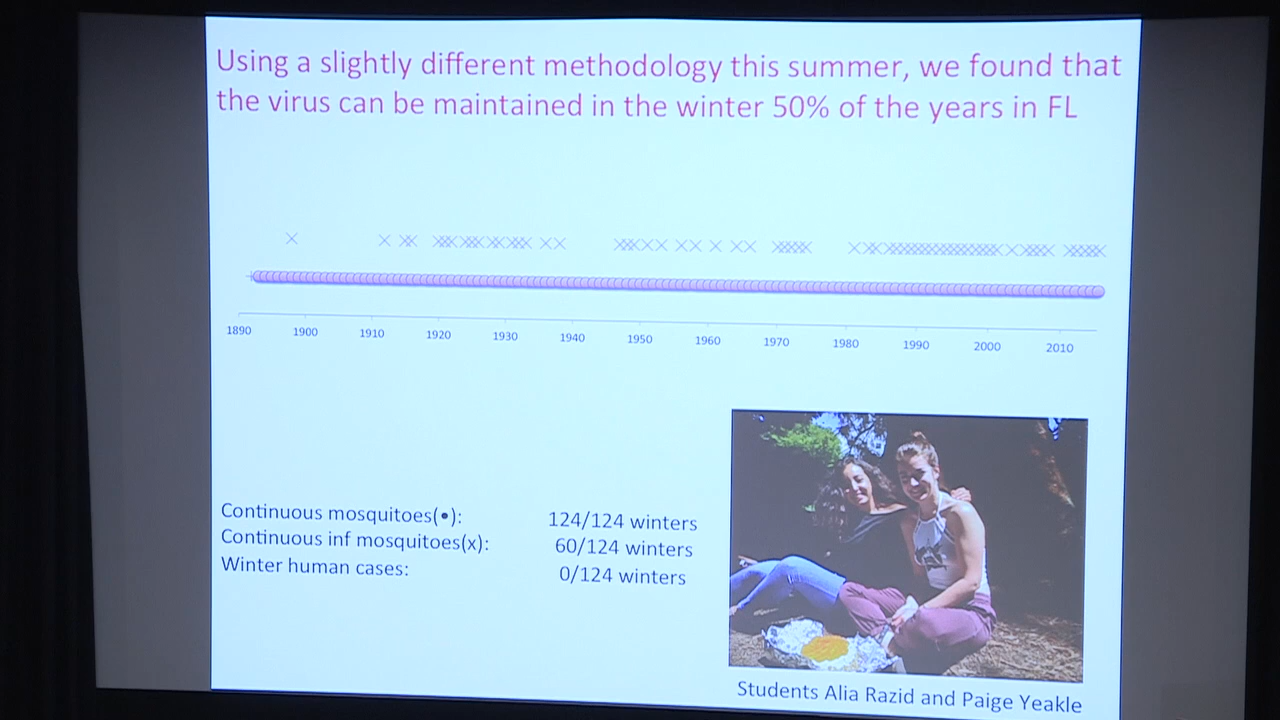 Using a slightly different methodology this summer, we found that
the virus can be maintained in the winter 50% of the years in FL
1890 1900 1910 1920 1930 1940 1950 1960 1970 1980 1990 2000 2010
Continuous mosquitoes(•): 124/124 winters
Continuous inf mosquitoes(x): 60/124 winters
Winter human cases: 0/124 winters
Students Alia Razid and Paige Yeakle